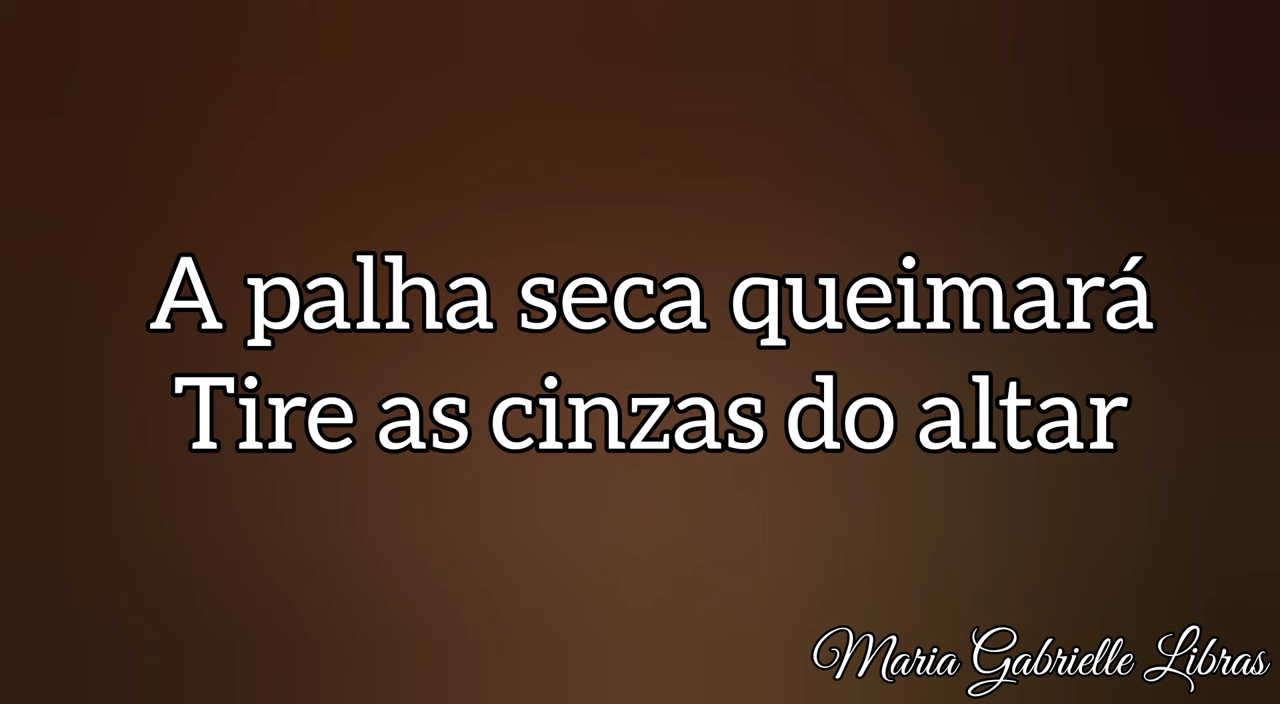 A palha seca queimará
Tire as cinzas do altar
Maria Gabrielle Libras